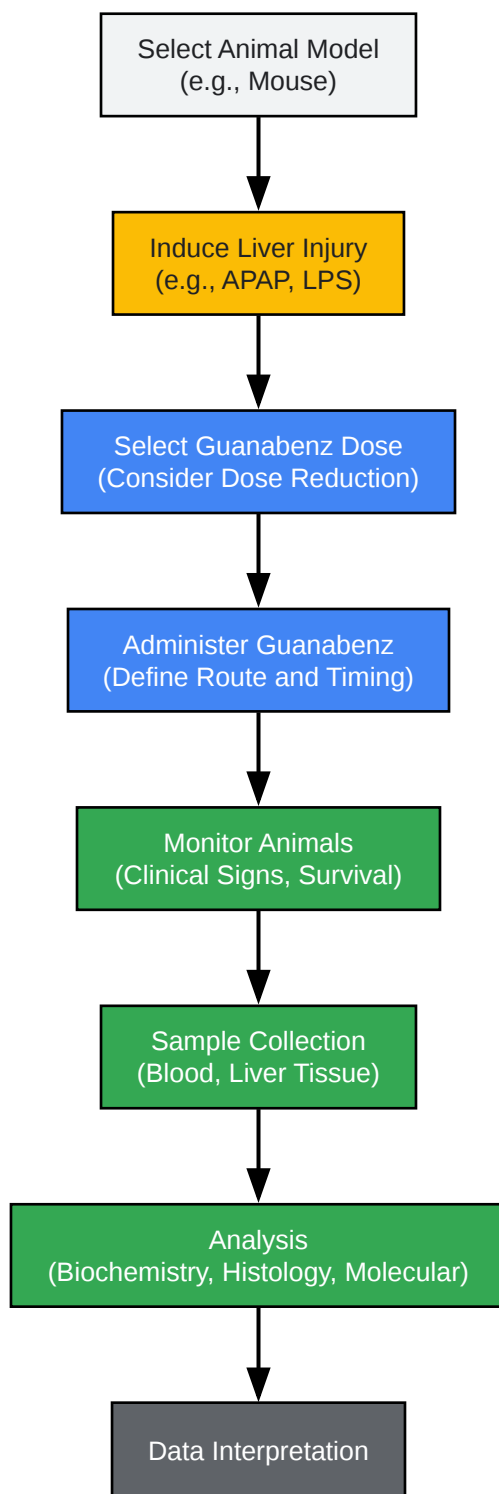 Select Animal Model
(e.g., Mouse)
Induce Liver Injury
(e.g., APAP, LPS)
Select Guanabenz Dose
(Consider Dose Reduction)
Administer Guanabenz
(Define Route and Timing)
Monitor Animals
(Clinical Signs, Survival)
Sample Collection
(Blood, Liver Tissue)
Analysis
(Biochemistry, Histology, Molecular)
Data Interpretation